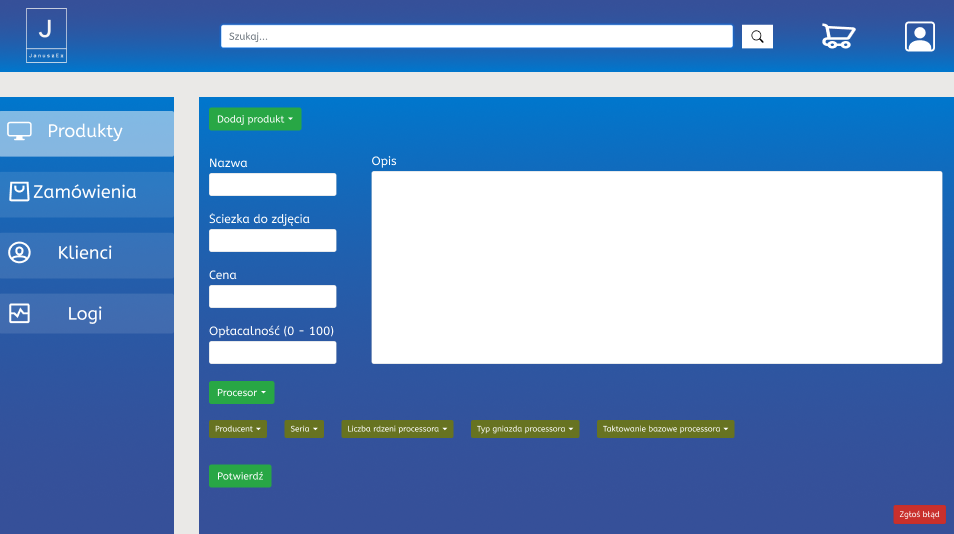 J
JanuszEx
Szukaj...
Produkty
Zamówienia
Klienci
Logi
Dodaj produkt
Nazwa
Opis
Sciezka do zdjęcia
Cena
Opłacalność (0 - 100)
Procesor
Producent
Seria
Liczba rdzeni processora
Typ gniazda processora
Taktowanie bazowe processora
Potwierdź
Zgłoś błąd